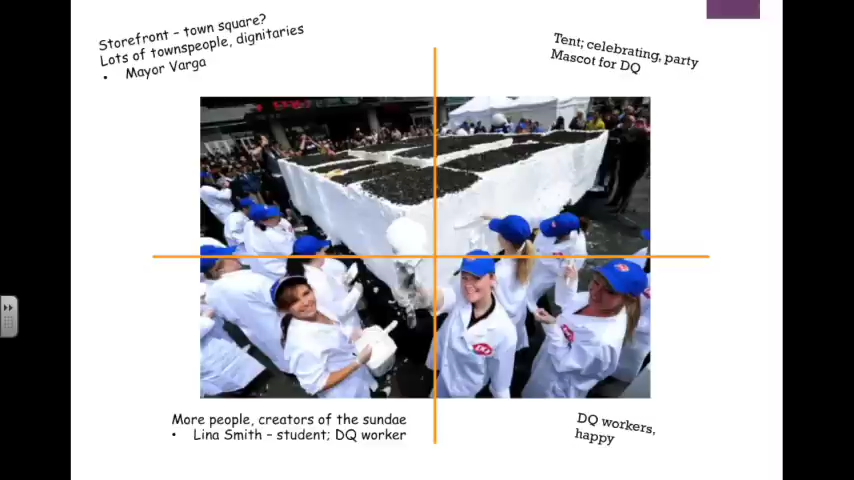 Storefront – town square?
Lots of townspeople, dignitaries
• Mayor Varga
Tent; celebrating, party
Mascot for DQ
More people, creators of the sundae
• Lina Smith – student; DQ worker
DQ workers,
happy
DQ